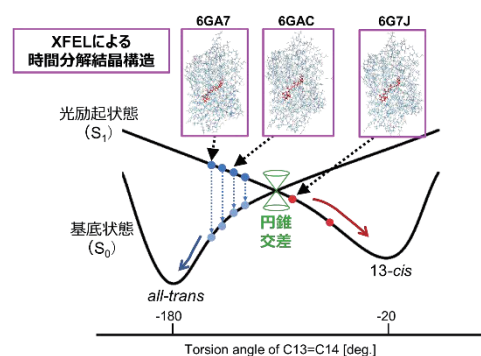 6GA7
6GAC
6G7J
XFELによる
時間分解結晶構造
光励起状態
（S1）
基底状態
（S0）
円錐
交差
all-trans
13-cis
-180
-20
Torsion angle of C13=C14 [deg.]